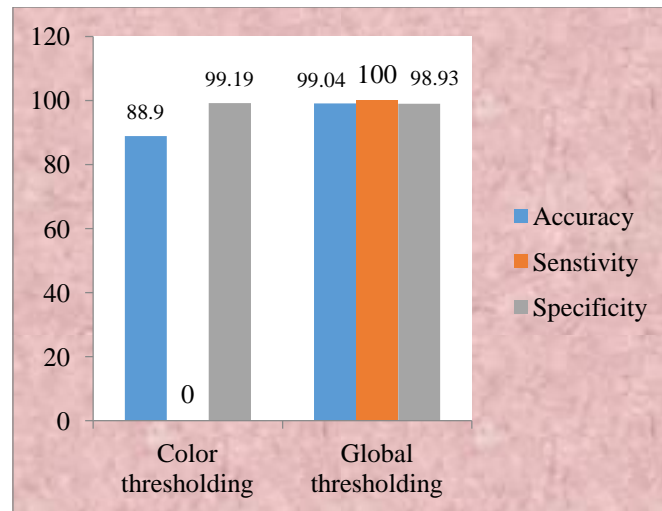 120
100
80
60
40
20
0
88.9
0
99.19
99.04
100
98.93
Color
thresholding
Global
thresholding
Accuracy
Senstivity
Specificity